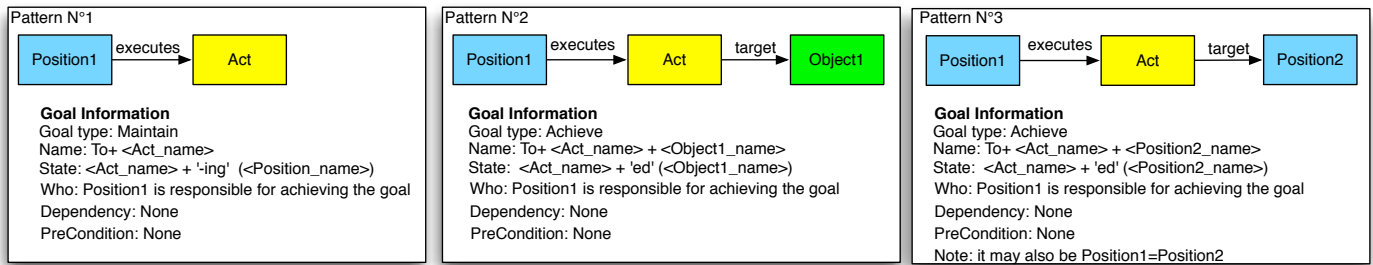 Pattern N°1
Position1
executes
Act
Goal Information
Goal type: Maintain
Name: To+ <Act_name>
State:  <Act_name> + '-ing'  (<Position_name>)
Who: Position1 is responsible for achieving the goal
Dependency: None
PreCondition: None
Pattern N°2
Position1
executes
Act
target
Object1
Goal Information
Goal type: Achieve
Name: To+ <Act_name> + <Object1_name>
State:  <Act_name> + 'ed' (<Object1_name>)
Who: Position1 is responsible for achieving the goal
Dependency: None
PreCondition: None
Pattern N°3
Position1
executes
Act
target
Position2
Goal Information
Goal type: Achieve
Name: To+ <Act_name> + <Position2_name>
State:  <Act_name> + 'ed' (<Position2_name>)
Who: Position1 is responsible for achieving the goal
Dependency: None
PreCondition: None
Note: it may also be Position1=Position2